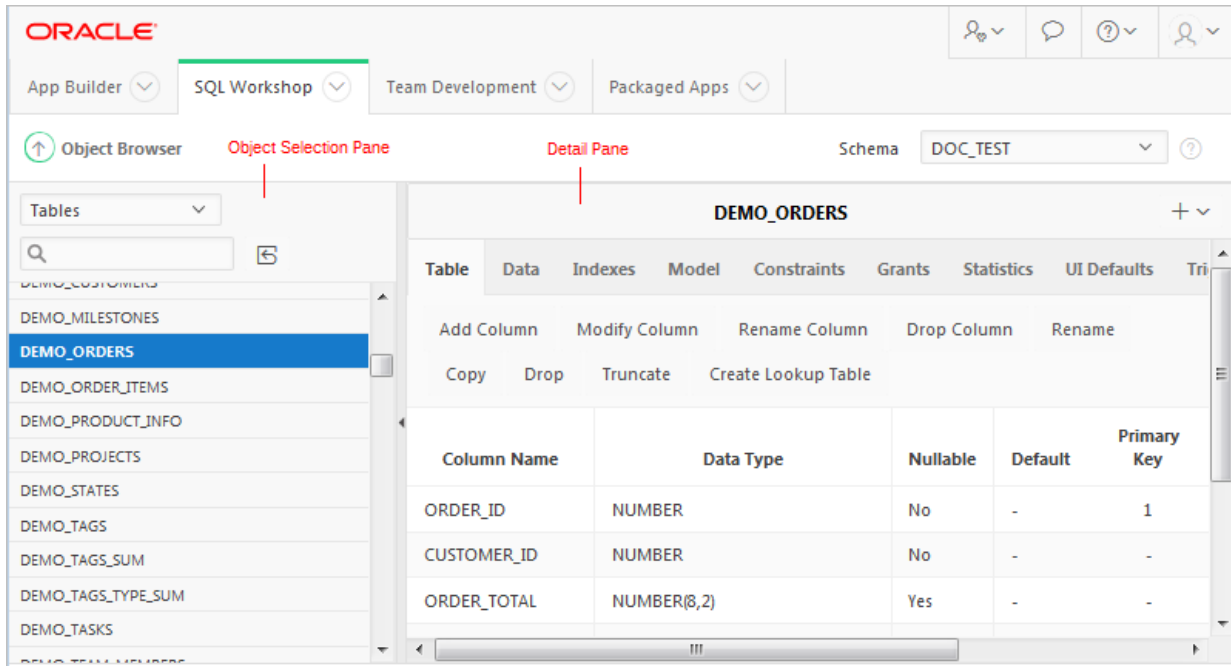 ORACLE
App Builder SQL Workshop Team Development Packaged Apps
Object Browser Object Selection Pane Detail Pane Schema DOC_TEST
Tables
DEMO_CUSTOMERS
DEMO_MILESTONES
DEMO_ORDERS
DEMO_ORDER_ITEMS
DEMO_PRODUCT_INFO
DEMO_PROJECTS
DEMO_STATES
DEMO_TAGS
DEMO_TAGS_SUM
DEMO_TAGS_TYPE_SUM
DEMO_TASKS
DEMO_TEAM_MEMBERS
DEMO_ORDERS
Table Data Indexes Model Constraints Grants Statistics UI Defaults Tri
Add Column Modify Column Rename Column Drop Column Rename
Copy Drop Truncate Create Lookup Table
Column Name Data Type Nullable Default Primary Key
ORDER_ID NUMBER No - 1
CUSTOMER_ID NUMBER No - -
ORDER_TOTAL NUMBER(8,2) Yes - -